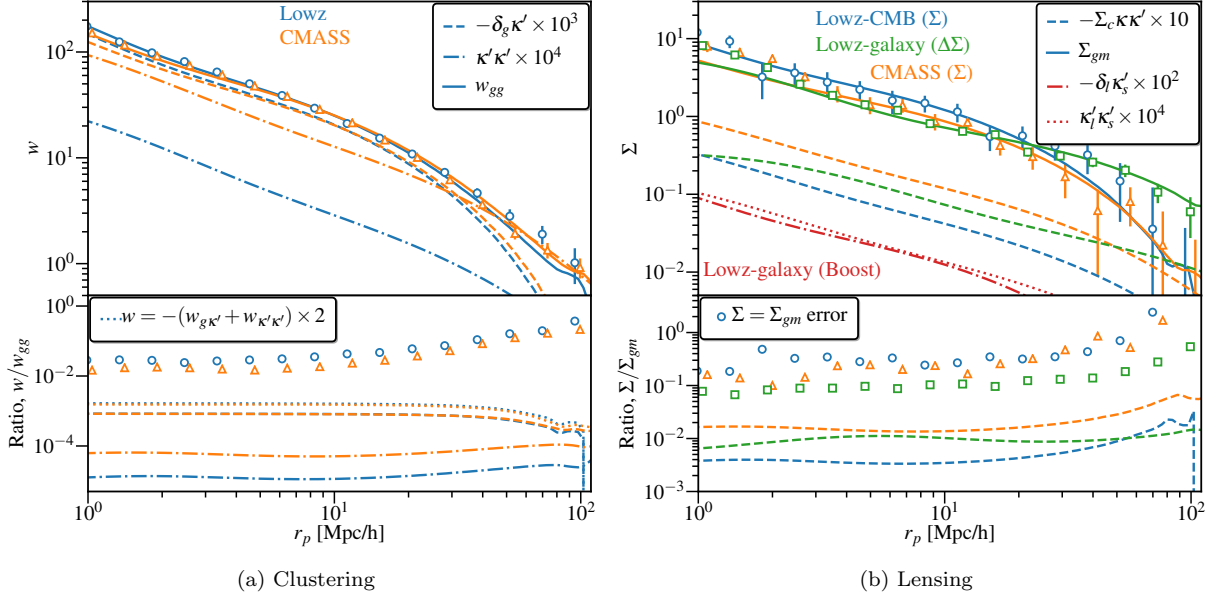 Lowz
CMASS
−δ_g κ′ × 10^3
κ′κ′ × 10^4
w_gg
w
10^2
10^1
10^0
w = −(w_gκ′ + w_κ′κ′) × 2
Ratio, w/w_gg
10^0
10^−2
10^−4
10^0
10^1
10^2
r_p [Mpc/h]
(a) Clustering
Lowz-CMB (Σ)
Lowz-galaxy (ΔΣ)
CMASS (Σ)
−Σ_c κκ′ × 10
Σ_gm
−δ_l κ′_s × 10^2
κ′_l κ′_s × 10^4
Lowz-galaxy (Boost)
Σ
10^1
10^0
10^−1
10^−2
Σ = Σ_gm error
Ratio, Σ/Σ_gm
10^0
10^−1
10^−2
10^−3
10^0
10^1
10^2
r_p [Mpc/h]
(b) Lensing